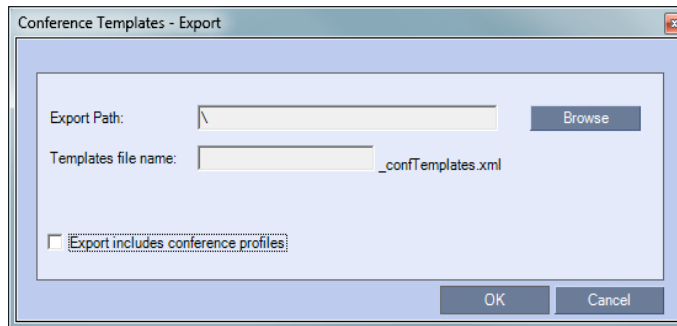 Conference Templates - Export
Export Path: \ Browse
Templates file name: _confTemplates.xml
Export includes conference profiles
OK Cancel